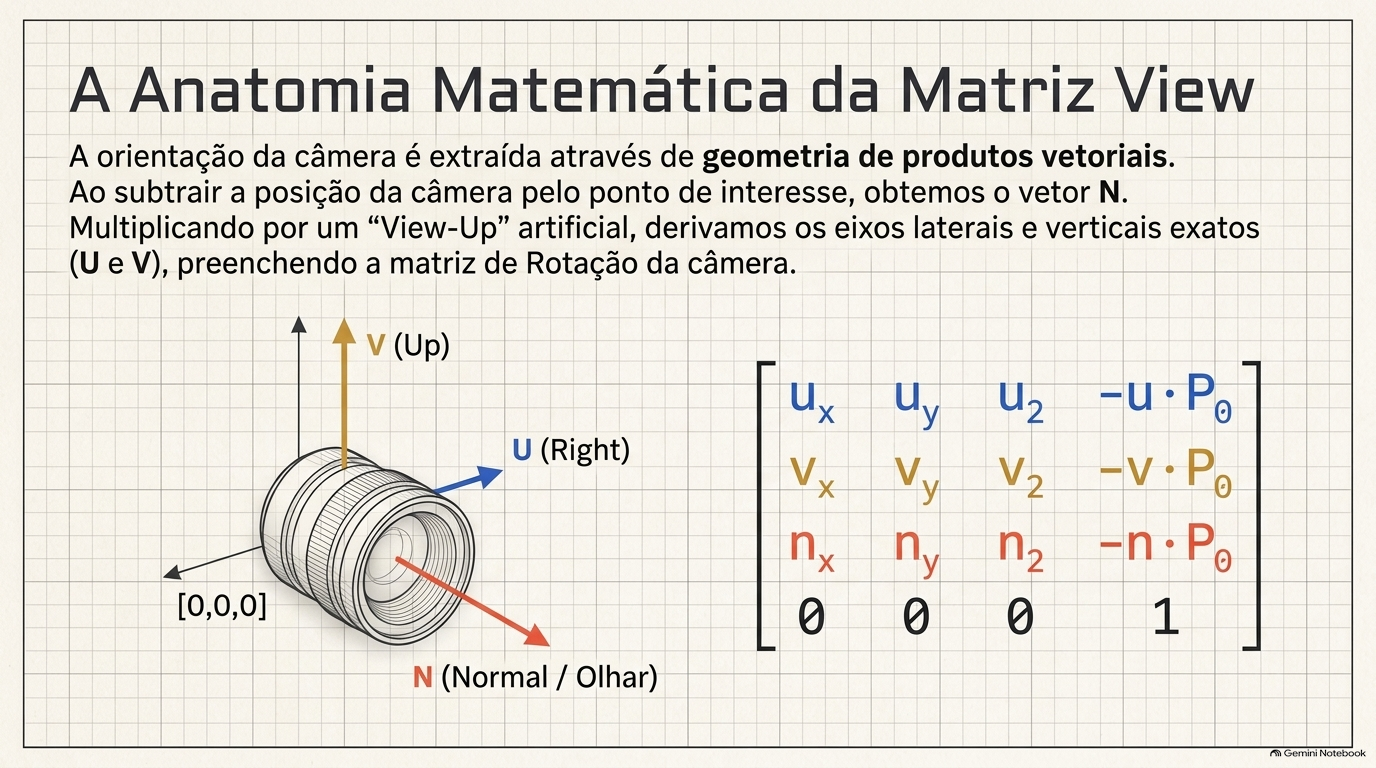 A Anatomia Matemática da Matriz View
A orientação da câmera é extraída através de geometria de produtos vetoriais.
Ao subtrair a posição da câmera pelo ponto de interesse, obtemos o vetor N.
Multiplicando por um “View-Up” artificial, derivamos os eixos laterais e verticais exatos
(U e V), preenchendo a matriz de Rotação da câmera.
V (Up)
U (Right)
[0,0,0]
N (Normal / Olhar)
uₓ u_y u₂ −u · P₀
vₓ v_y v₂ −v · P₀
nₓ n_y n₂ −n · P₀
0 0 0 1
Gemini Notebook